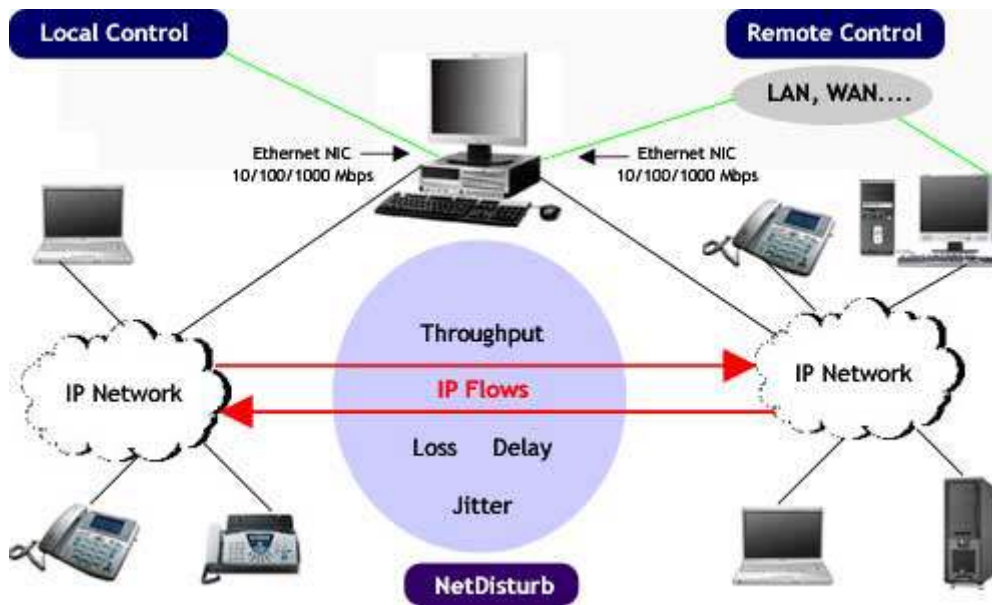 Local Control
Remote Control
LAN, WAN....
Ethernet NIC
10/100/1000 Mbps
Ethernet NIC
10/100/1000 Mbps
Throughput
IP Network
IP Flows
IP Network
Loss Delay
Jitter
NetDisturb